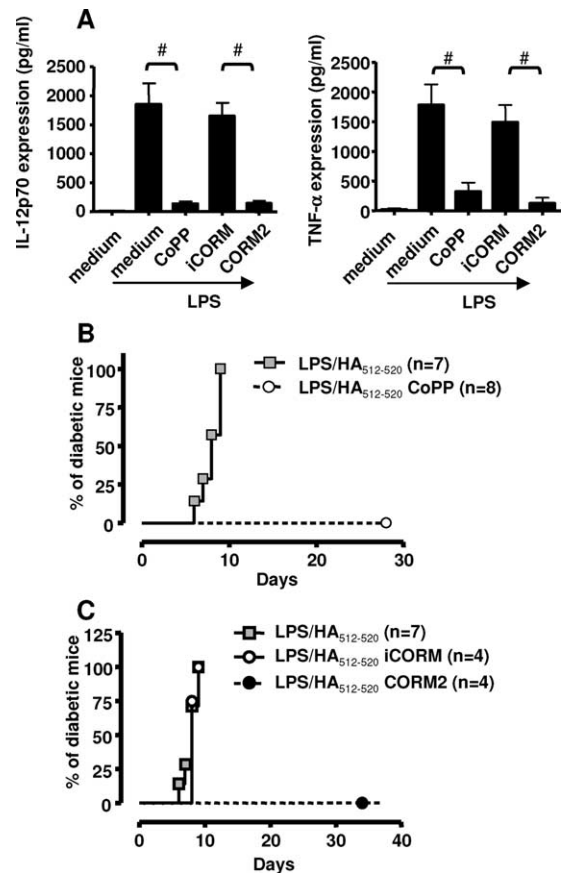 A
# #
IL-12p70 expression (pg/ml)
2500
2000
1500
1000
500
0
medium
medium
CoPP
iCORM
CORM2
LPS
# #
TNF-α expression (pg/ml)
2500
2000
1500
1000
500
0
medium
medium
CoPP
iCORM
CORM2
LPS
B
% of diabetic mice
100
75
50
25
0
LPS/HA512-520 (n=7)
LPS/HA512-520 CoPP (n=8)
0 10 20 30
Days
C
% of diabetic mice
125
100
75
50
25
0
LPS/HA512-520 (n=7)
LPS/HA512-520 iCORM (n=4)
LPS/HA512-520 CORM2 (n=4)
0 10 20 30 40
Days